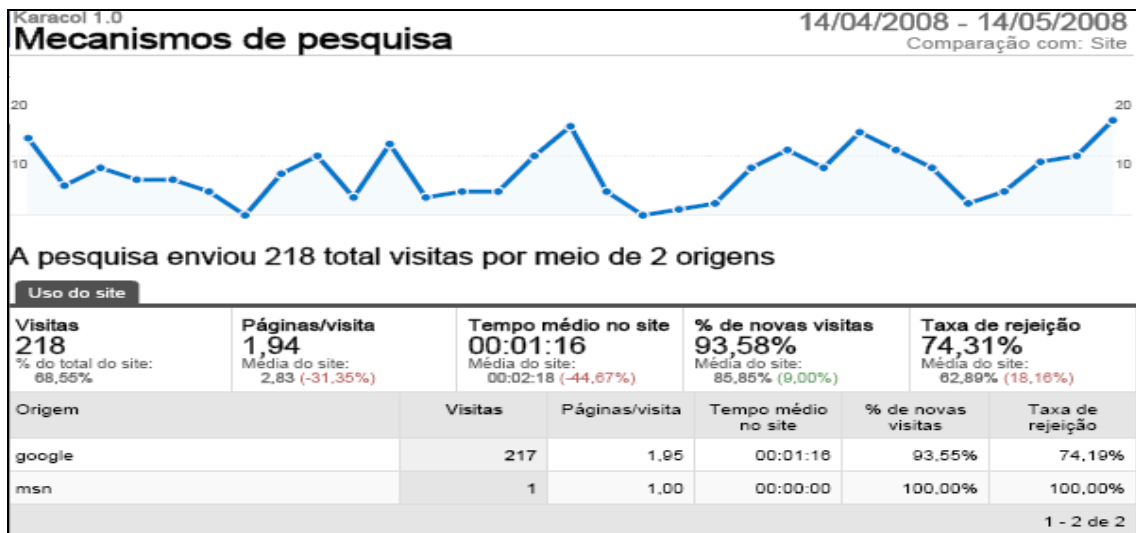 Karacol 1.0
Mecanismos de pesquisa
14/04/2008 - 14/05/2008
Comparação com: Site
20
20
10
10
A pesquisa enviou 218 total visitas por meio de 2 origens
Uso do site
Visitas
218
% do total do site:
68,55%
Páginas/visita
1,94
Média do site:
2,83 (-31,35%)
Tempo médio no site
00:01:16
Média do site:
00:02:18 (-44,67%)
% de novas visitas
93,58%
Média do site:
85,85% (9,00%)
Taxa de rejeição
74,31%
Média do site:
62,89% (18,16%)
Origem Visitas Páginas/visita Tempo médio no site % de novas visitas Taxa de rejeição
google 217 1,95 00:01:16 93,55% 74,19%
msn 1 1,00 00:00:00 100,00% 100,00%
1 - 2 de 2